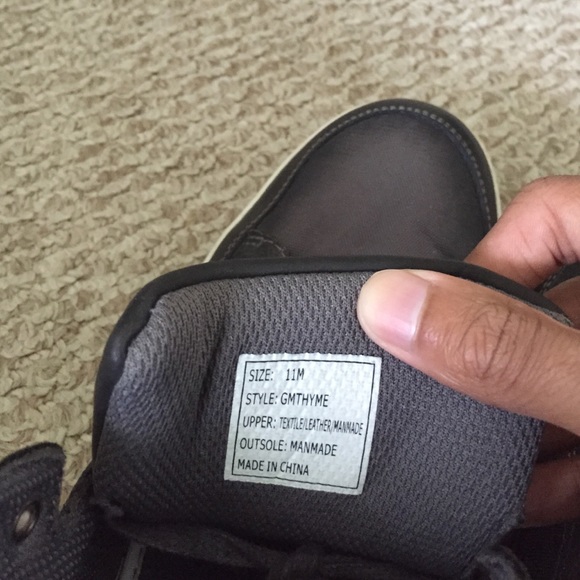 SIZE: 11M
STYLE: GMTHYME
UPPER: TEXTILE/LEATHER/MANMADE
OUTSOLE: MANMADE
MADE IN CHINA